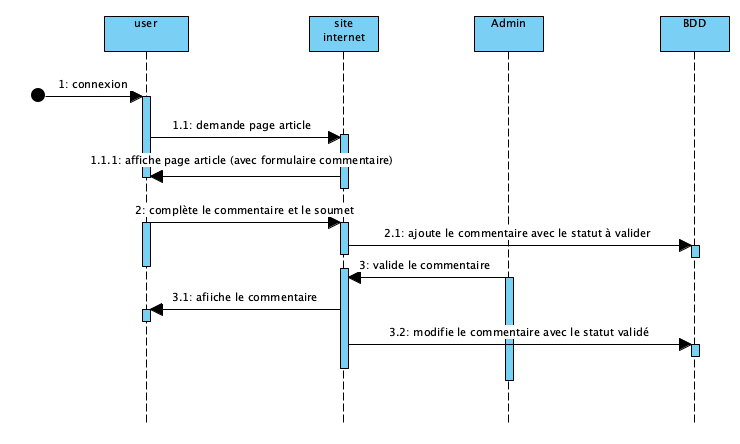 user
site
internet
Admin
BDD
1: connexion
1.1: demande page article
1.1.1: affiche page article (avec formulaire commentaire)
2: complète le commentaire et le soumet
2.1: ajoute le commentaire avec le statut à valider
3: valide le commentaire
3.1: afiiche le commentaire
3.2: modifie le commentaire avec le statut validé